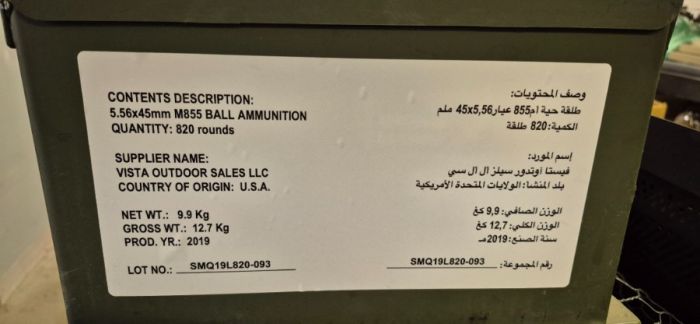 CONTENTS DESCRIPTION:
5.56x45mm M855 BALL AMMUNITION
QUANTITY: 820 rounds
SUPPLIER NAME:
VISTA OUTDOOR SALES LLC
COUNTRY OF ORIGIN: U.S.A.
NET WT.: 9.9 Kg
GROSS WT.: 12.7 Kg
PROD. YR.: 2019
LOT NO.: SMQ19L820-093
وصف المحتويات:
طلقة حية ام855 عيار 45x5,56 ملم
الكمية: 820 طلقة
إسم المورد:
فيستا أوتدور سيلز ال ال سي
بلد المنشا: الولايات المتحدة الأمريكية
الوزن الصافي: 9,9 كغ
الوزن الكلي: 12,7 كغ
سنة الصنع: 2019مـ
رقم المجموعة: SMQ19L820-093